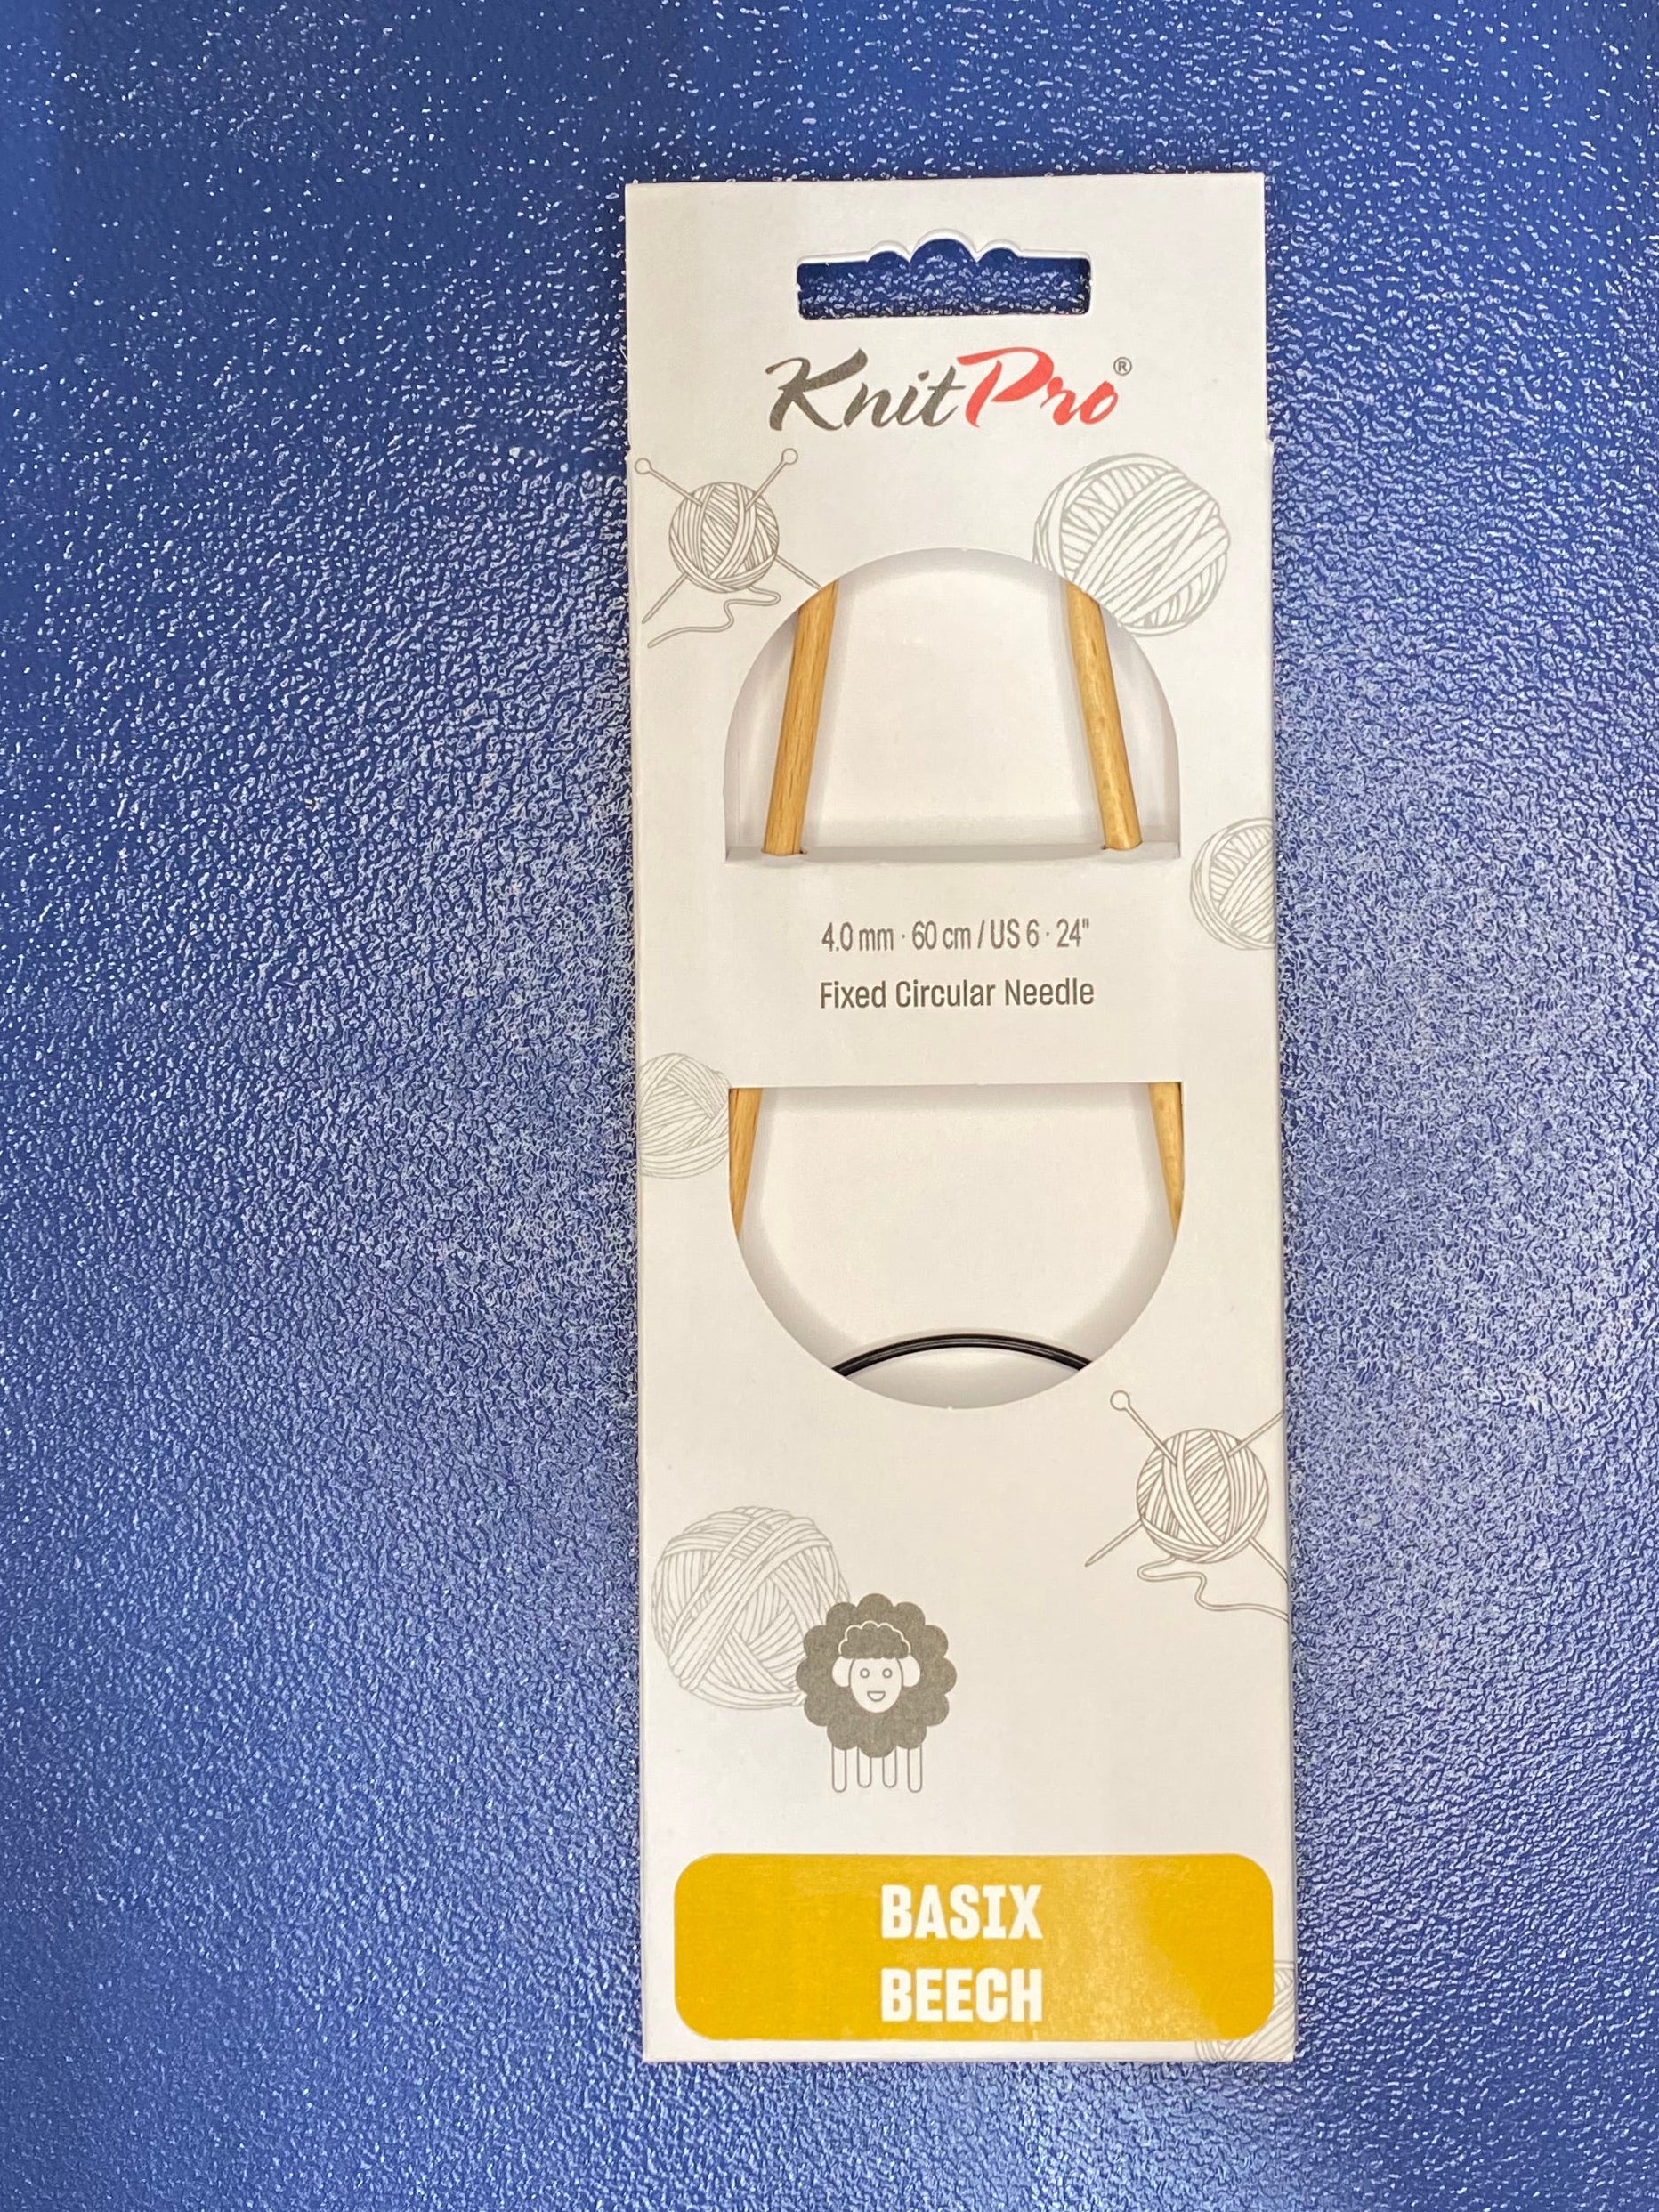 KnitPro®
4.0 mm · 60 cm / US 6 · 24"
Fixed Circular Needle
BASIX
BEECH